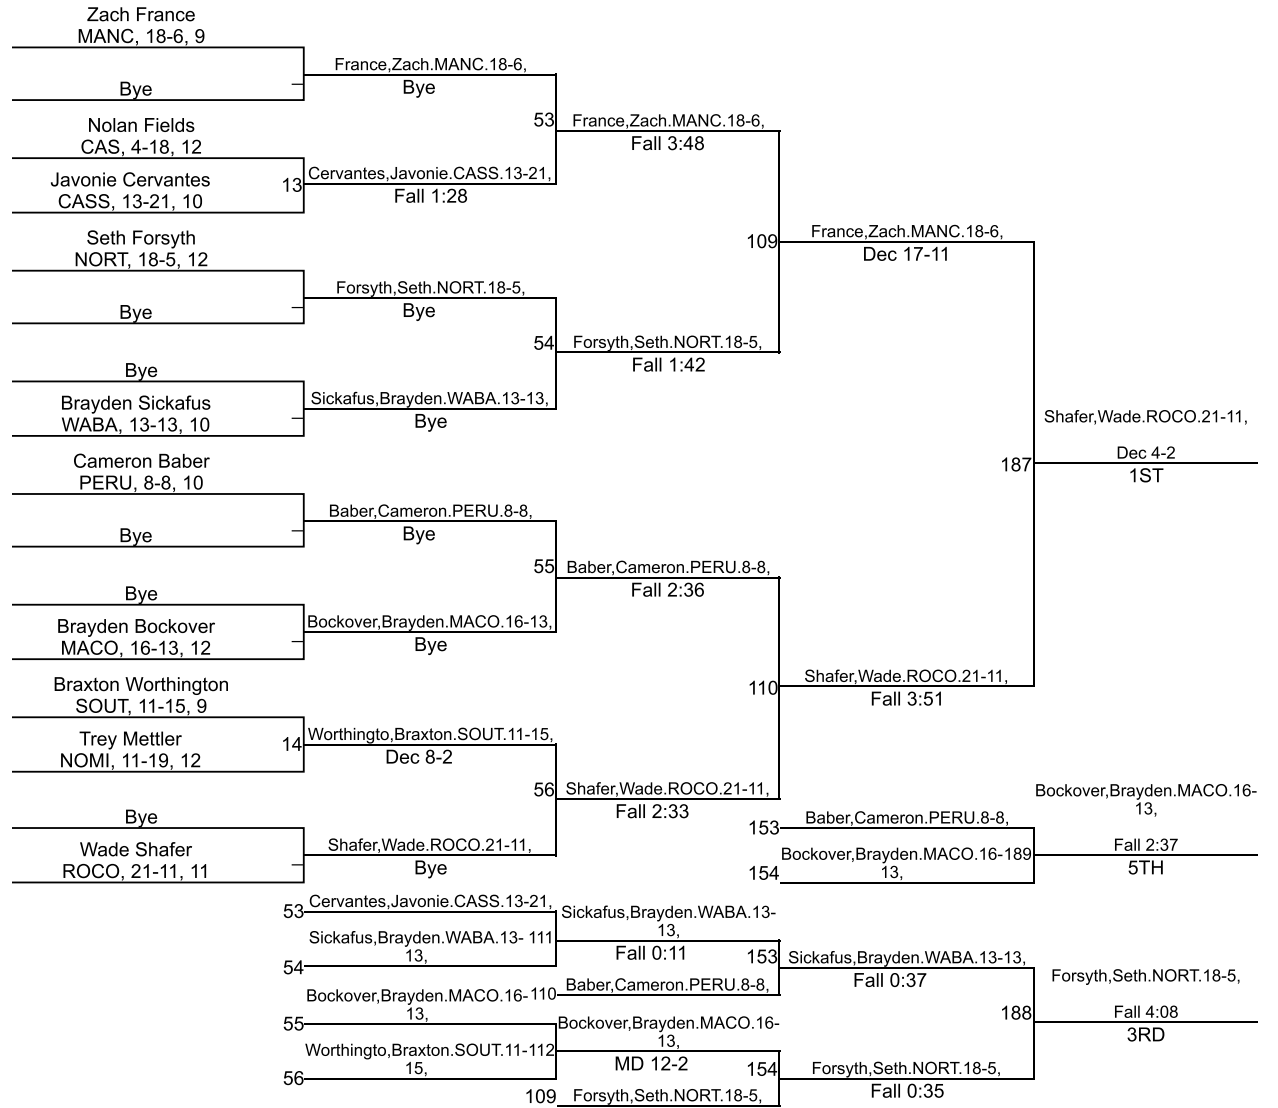 Zach France
MANC, 18-6, 9
Bye
France,Zach.MANC.18-6,
Bye
Nolan Fields
CAS, 4-18, 12
Javonie Cervantes
CASS, 13-21, 10
13
Cervantes,Javonie.CASS.13-21,
Fall 1:28
53
France,Zach.MANC.18-6,
Fall 3:48
Seth Forsyth
NORT, 18-5, 12
Bye
Forsyth,Seth.NORT.18-5,
Bye
Bye
Brayden Sickafus
WABA, 13-13, 10
Sickafus,Brayden.WABA.13-13,
Bye
54
Forsyth,Seth.NORT.18-5,
Fall 1:42
109
France,Zach.MANC.18-6,
Dec 17-11
Cameron Baber
PERU, 8-8, 10
Bye
Baber,Cameron.PERU.8-8,
Bye
Bye
Brayden Bockover
MACO, 16-13, 12
Bockover,Brayden.MACO.16-13,
Bye
55
Baber,Cameron.PERU.8-8,
Fall 2:36
Braxton Worthington
SOUT, 11-15, 9
Trey Mettler
NOMI, 11-19, 12
14
Worthingto,Braxton.SOUT.11-15,
Dec 8-2
Bye
Wade Shafer
ROCO, 21-11, 11
Shafer,Wade.ROCO.21-11,
Bye
56
Shafer,Wade.ROCO.21-11,
Fall 2:33
110
Shafer,Wade.ROCO.21-11,
Fall 3:51
187
Shafer,Wade.ROCO.21-11,
Dec 4-2
1ST
153
Baber,Cameron.PERU.8-8,
154
Bockover,Brayden.MACO.16-
13,
189
Bockover,Brayden.MACO.16-
13,
Fall 2:37
5TH
53
Cervantes,Javonie.CASS.13-21,
54
Sickafus,Brayden.WABA.13-
13,
111
Sickafus,Brayden.WABA.13-
13,
Fall 0:11
110
Baber,Cameron.PERU.8-8,
153
Sickafus,Brayden.WABA.13-13,
Fall 0:37
55
Bockover,Brayden.MACO.16-
13,
56
Worthingto,Braxton.SOUT.11-
15,
112
Bockover,Brayden.MACO.16-
13,
MD 12-2
109
Forsyth,Seth.NORT.18-5,
154
Forsyth,Seth.NORT.18-5,
Fall 0:35
188
Forsyth,Seth.NORT.18-5,
Fall 4:08
3RD